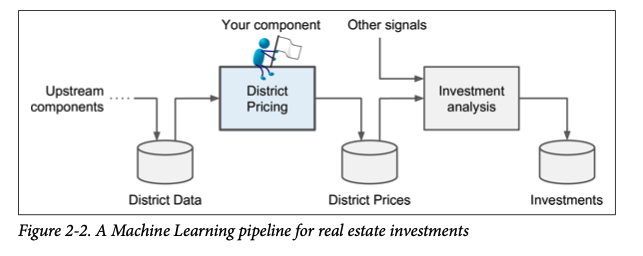 Your component
Other signals
Upstream
components
District
Pricing
Investment
analysis
District Data
District Prices
Investments
Figure 2-2. A Machine Learning pipeline for real estate investments